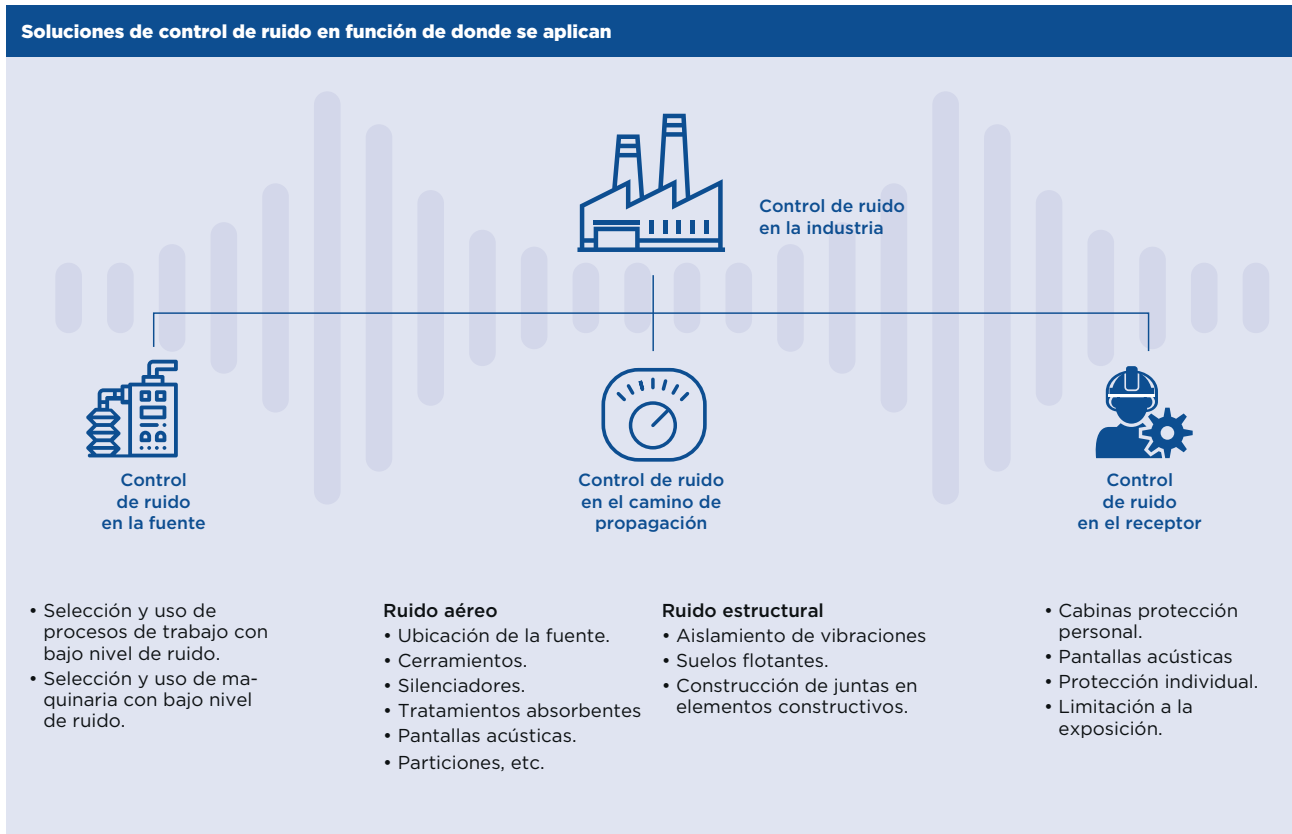 Soluciones de control de ruido en función de donde se aplican
Control de ruido
en la industria
Control
de ruido
en la fuente
• Selección y uso de
procesos de trabajo con
bajo nivel de ruido.
• Selección y uso de ma-
quinaria con bajo nivel
de ruido.
Control de ruido
en el camino de
propagación
Ruido aéreo
• Ubicación de la fuente.
• Cerramientos.
• Silenciadores.
• Tratamientos absorbentes
• Pantallas acústicas.
• Particiones, etc.
Ruido estructural
• Aislamiento de vibraciones
• Suelos flotantes.
• Construcción de juntas en
elementos constructivos.
Control
de ruido
en el receptor
• Cabinas protección
personal.
• Pantallas acústicas
• Protección individual.
• Limitación a la
exposición.